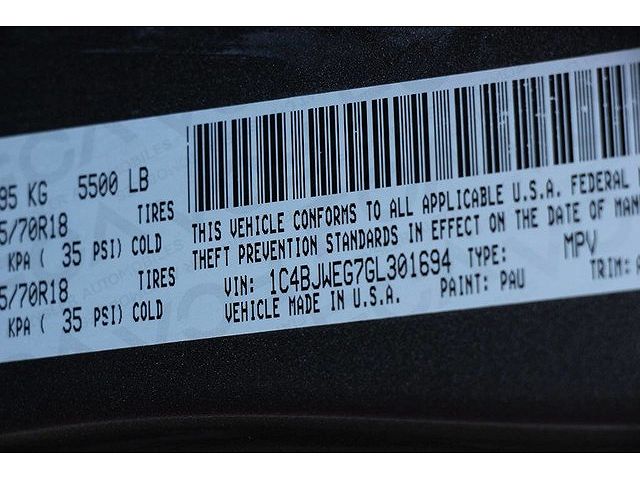 95 KG 5500 LB
5/70R18 TIRES
KPA ( 35 PSI) COLD
5/70R18 TIRES
KPA ( 35 PSI) COLD
THIS VEHICLE CONFORMS TO ALL APPLICABLE U.S.A. FEDERAL
THEFT PREVENTION STANDARDS IN EFFECT ON THE DATE OF MAN
VIN: 1C4BJWEG7GL301694 TYPE: MPV
VEHICLE MADE IN U.S.A. PAINT: PAU TRIM: